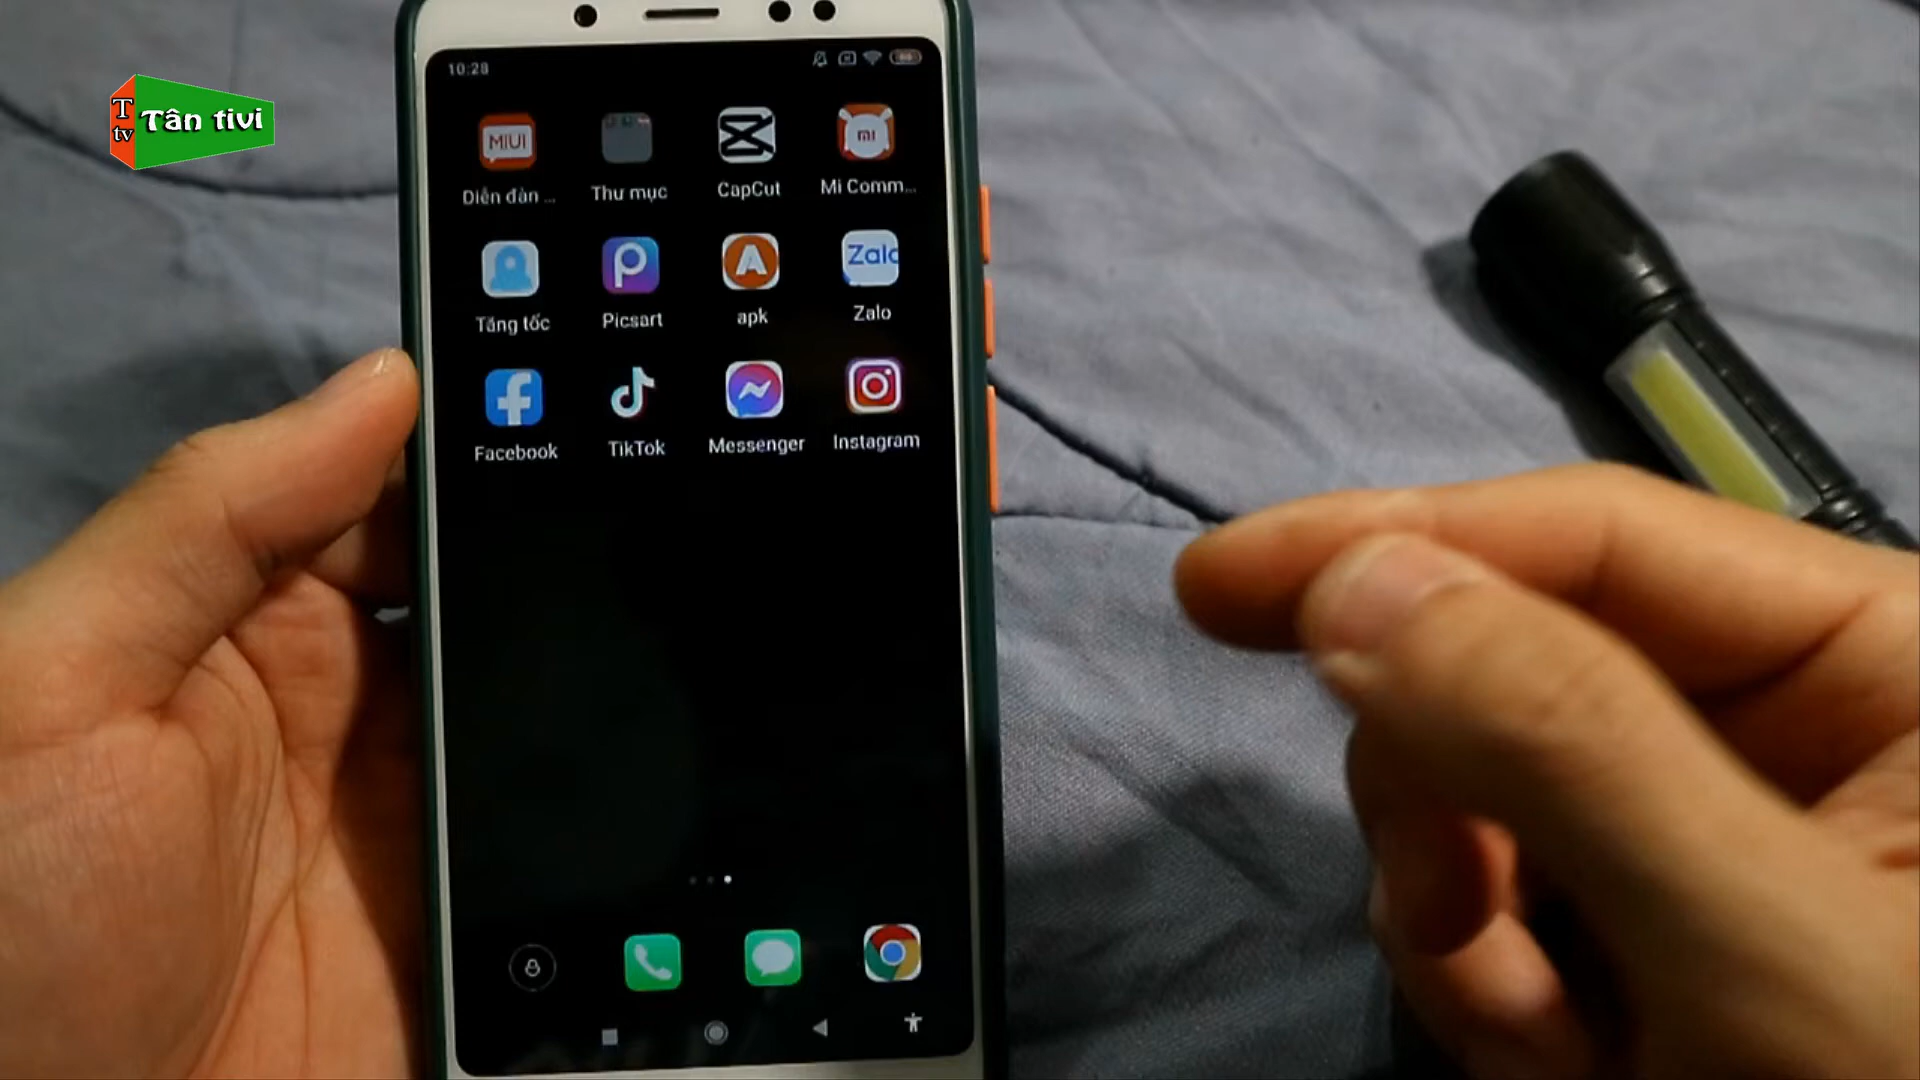 10:28
T
tv
Tân tivi
MIUI
mi
Diễn đàn ...
Thư mục
CapCut
Mi Comm...
A
Zalo
Tăng tốc
Picsart
apk
Zalo
Facebook
TikTok
Messenger
Instagram